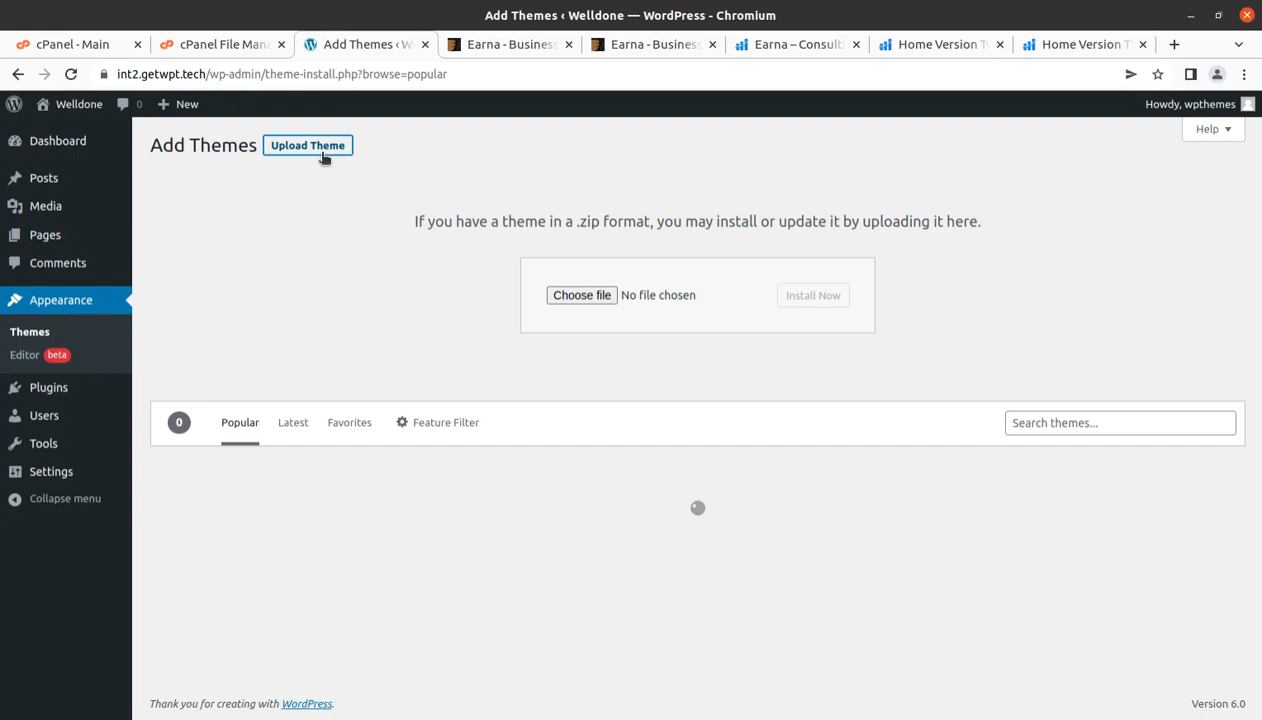 Add Themes ‹ Welldone — WordPress - Chromium
cPanel - Main
cPanel File Man
Add Themes ‹ W
Earna - Business
Earna - Business
Earna – Consulti
Home Version T
Home Version T
int2.getwpt.tech/wp-admin/theme-install.php?browse=popular
Welldone
0
New
Howdy, wpthemes
Dashboard
Posts
Media
Pages
Comments
Appearance
Themes
Editor beta
Plugins
Users
Tools
Settings
Collapse menu
Help
Add Themes
Upload Theme
If you have a theme in a .zip format, you may install or update it by uploading it here.
Choose file No file chosen
Install Now
0
Popular
Latest
Favorites
Feature Filter
Search themes...
Thank you for creating with WordPress.
Version 6.0